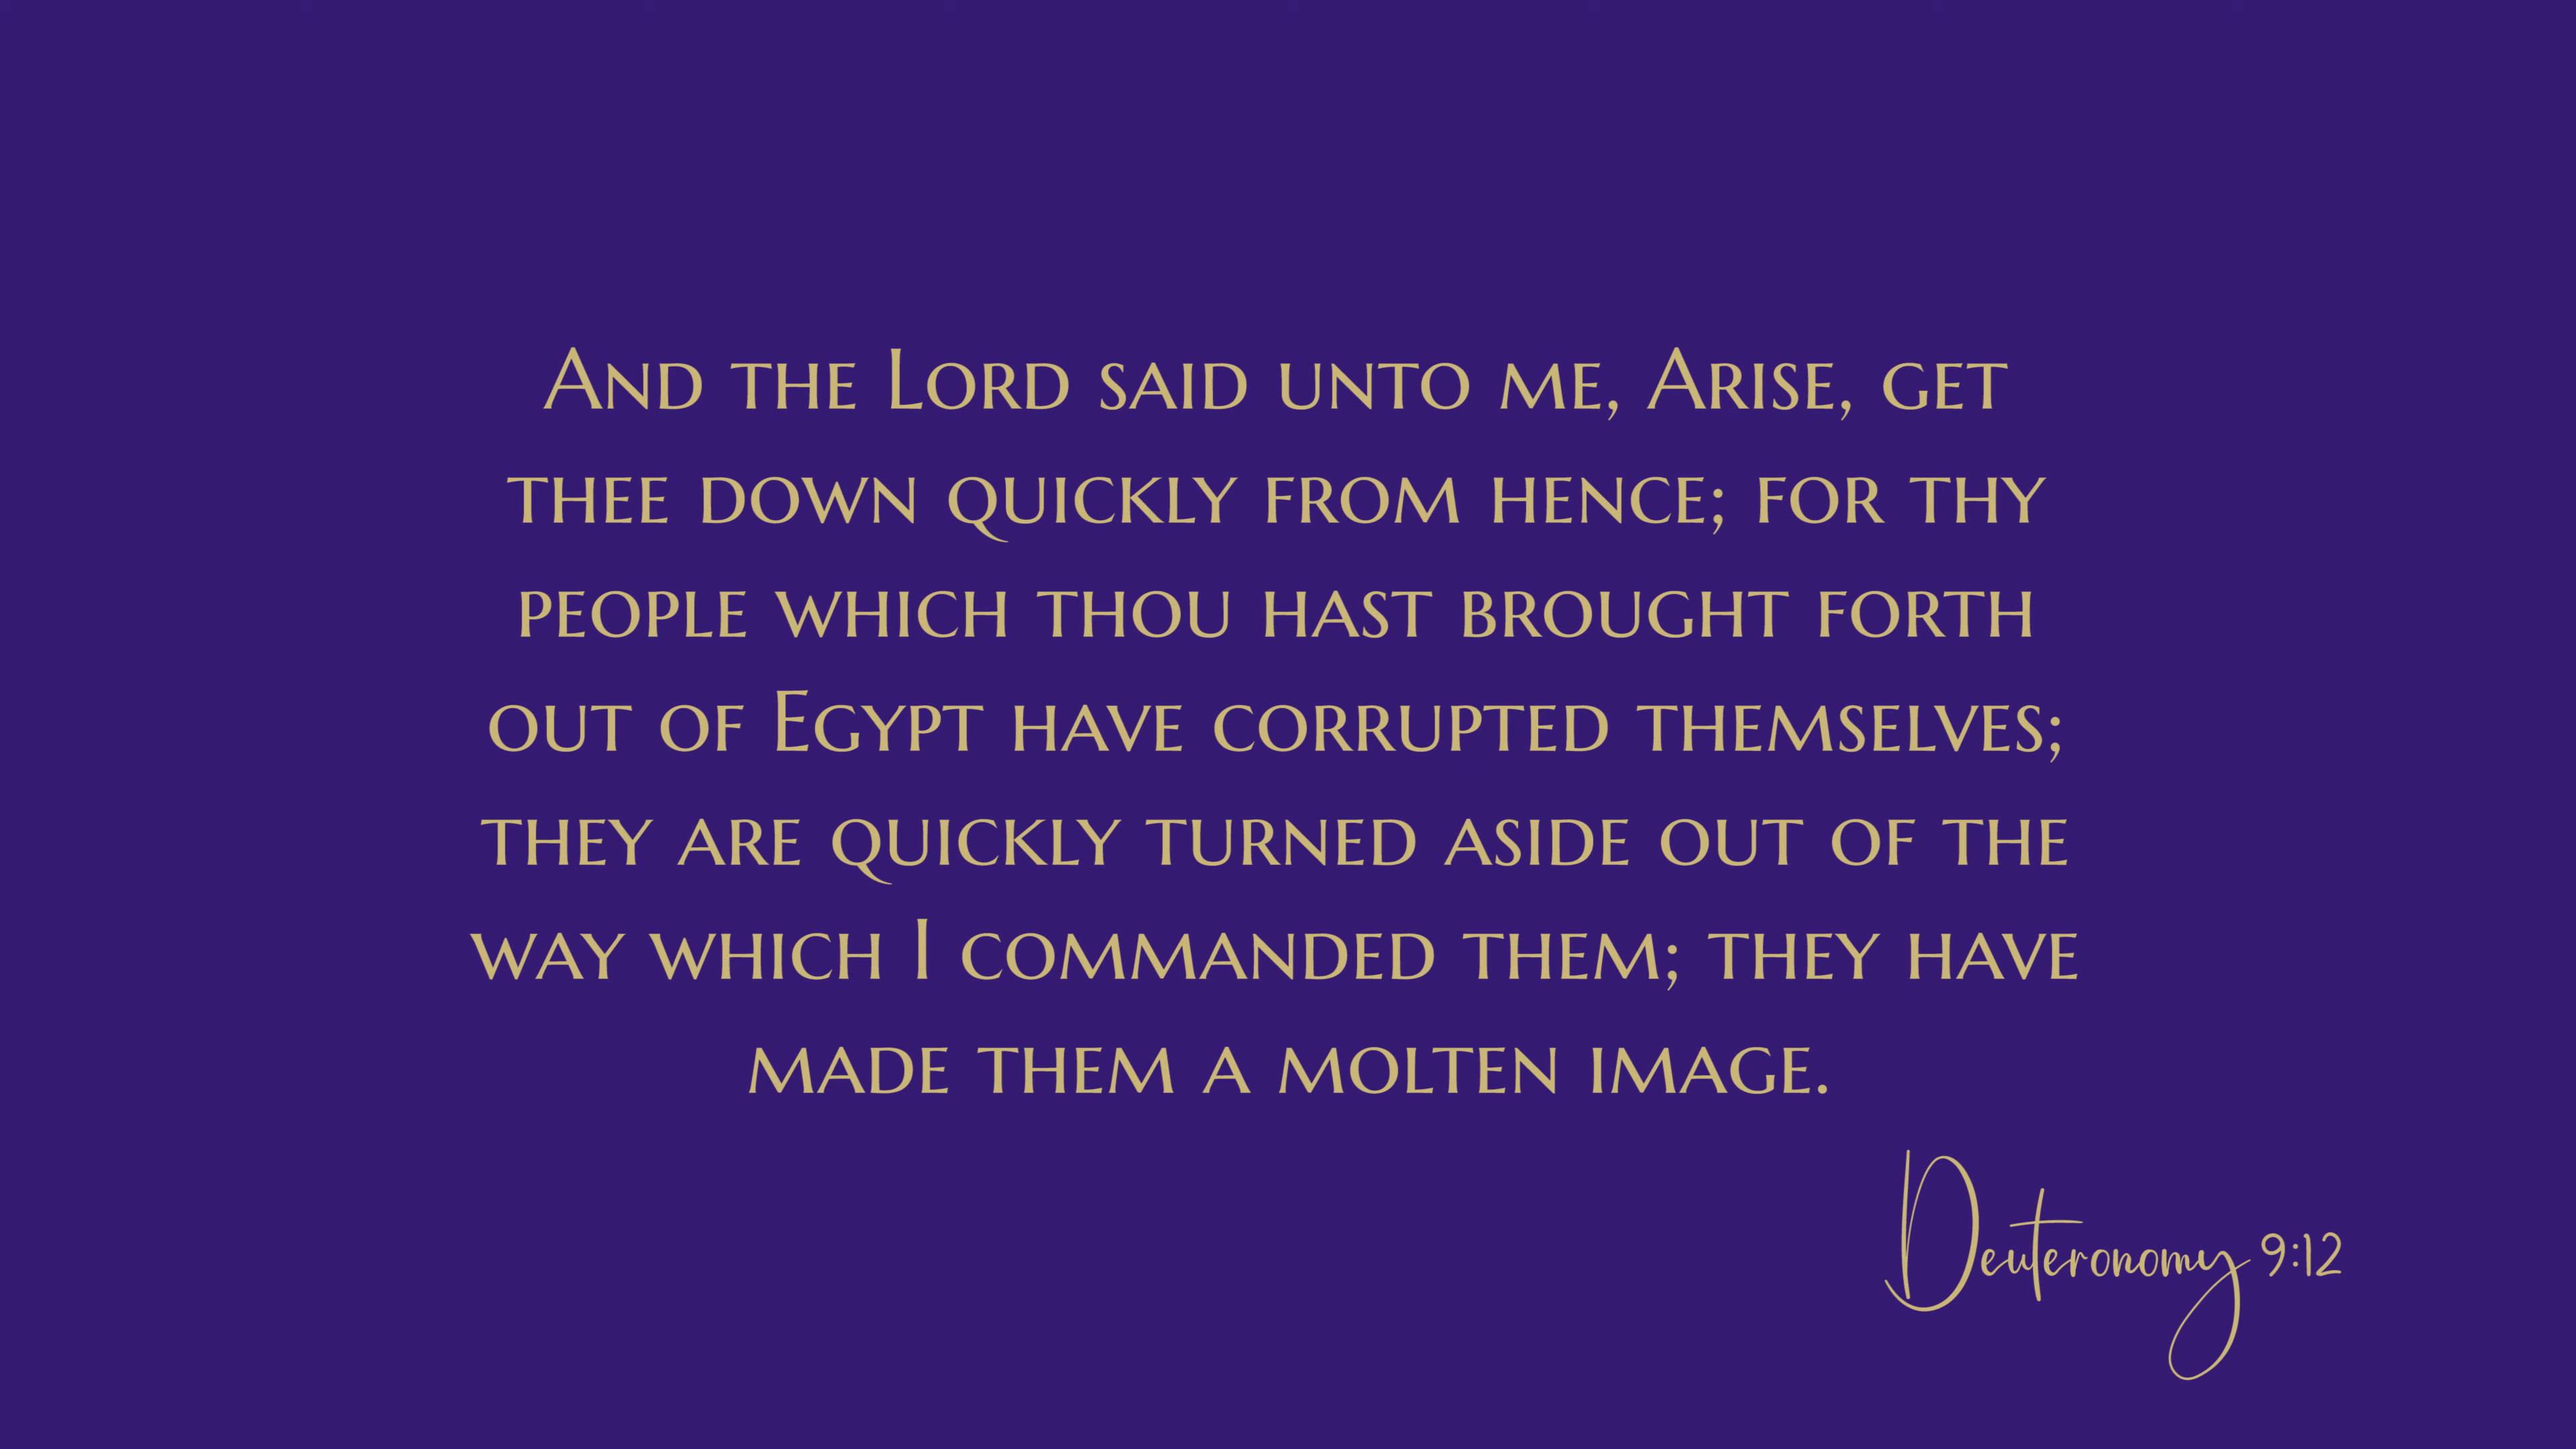 And the Lord said unto me, Arise, get
thee down quickly from hence; for thy
people which thou hast brought forth
out of Egypt have corrupted themselves;
they are quickly turned aside out of the
way which I commanded them; they have
made them a molten image.
Deuteronomy 9:12